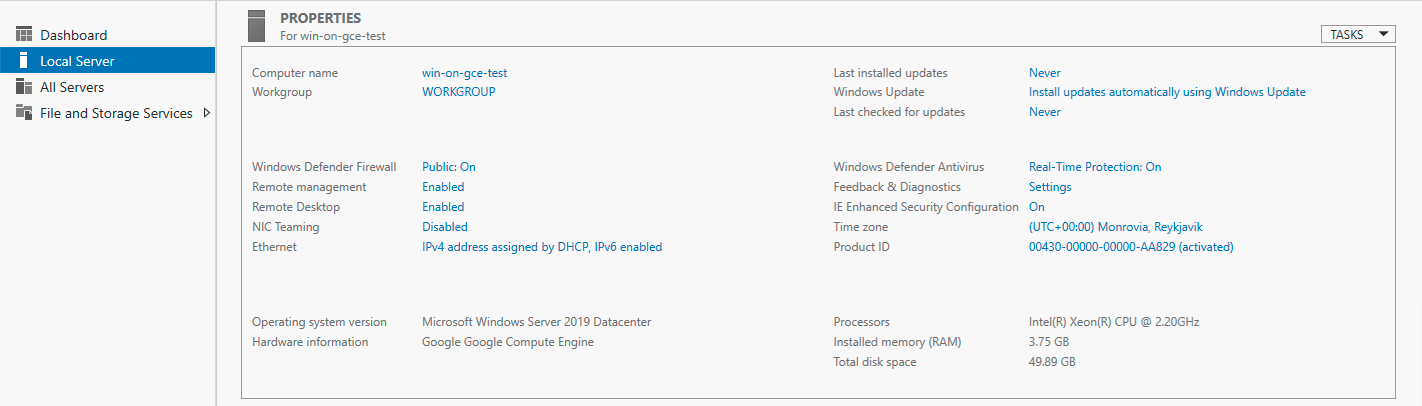 Dashboard
Local Server
All Servers
File and Storage Services
PROPERTIES
For win-on-gce-test
TASKS
Computer name win-on-gce-test
Workgroup WORKGROUP
Last installed updates Never
Windows Update Install updates automatically using Windows Update
Last checked for updates Never
Windows Defender Firewall Public: On
Remote management Enabled
Remote Desktop Enabled
NIC Teaming Disabled
Ethernet IPv4 address assigned by DHCP, IPv6 enabled
Windows Defender Antivirus Real-Time Protection: On
Feedback & Diagnostics Settings
IE Enhanced Security Configuration On
Time zone (UTC+00:00) Monrovia, Reykjavik
Product ID 00430-00000-00000-AA829 (activated)
Operating system version Microsoft Windows Server 2019 Datacenter
Hardware information Google Google Compute Engine
Processors Intel(R) Xeon(R) CPU @ 2.20GHz
Installed memory (RAM) 3.75 GB
Total disk space 49.89 GB